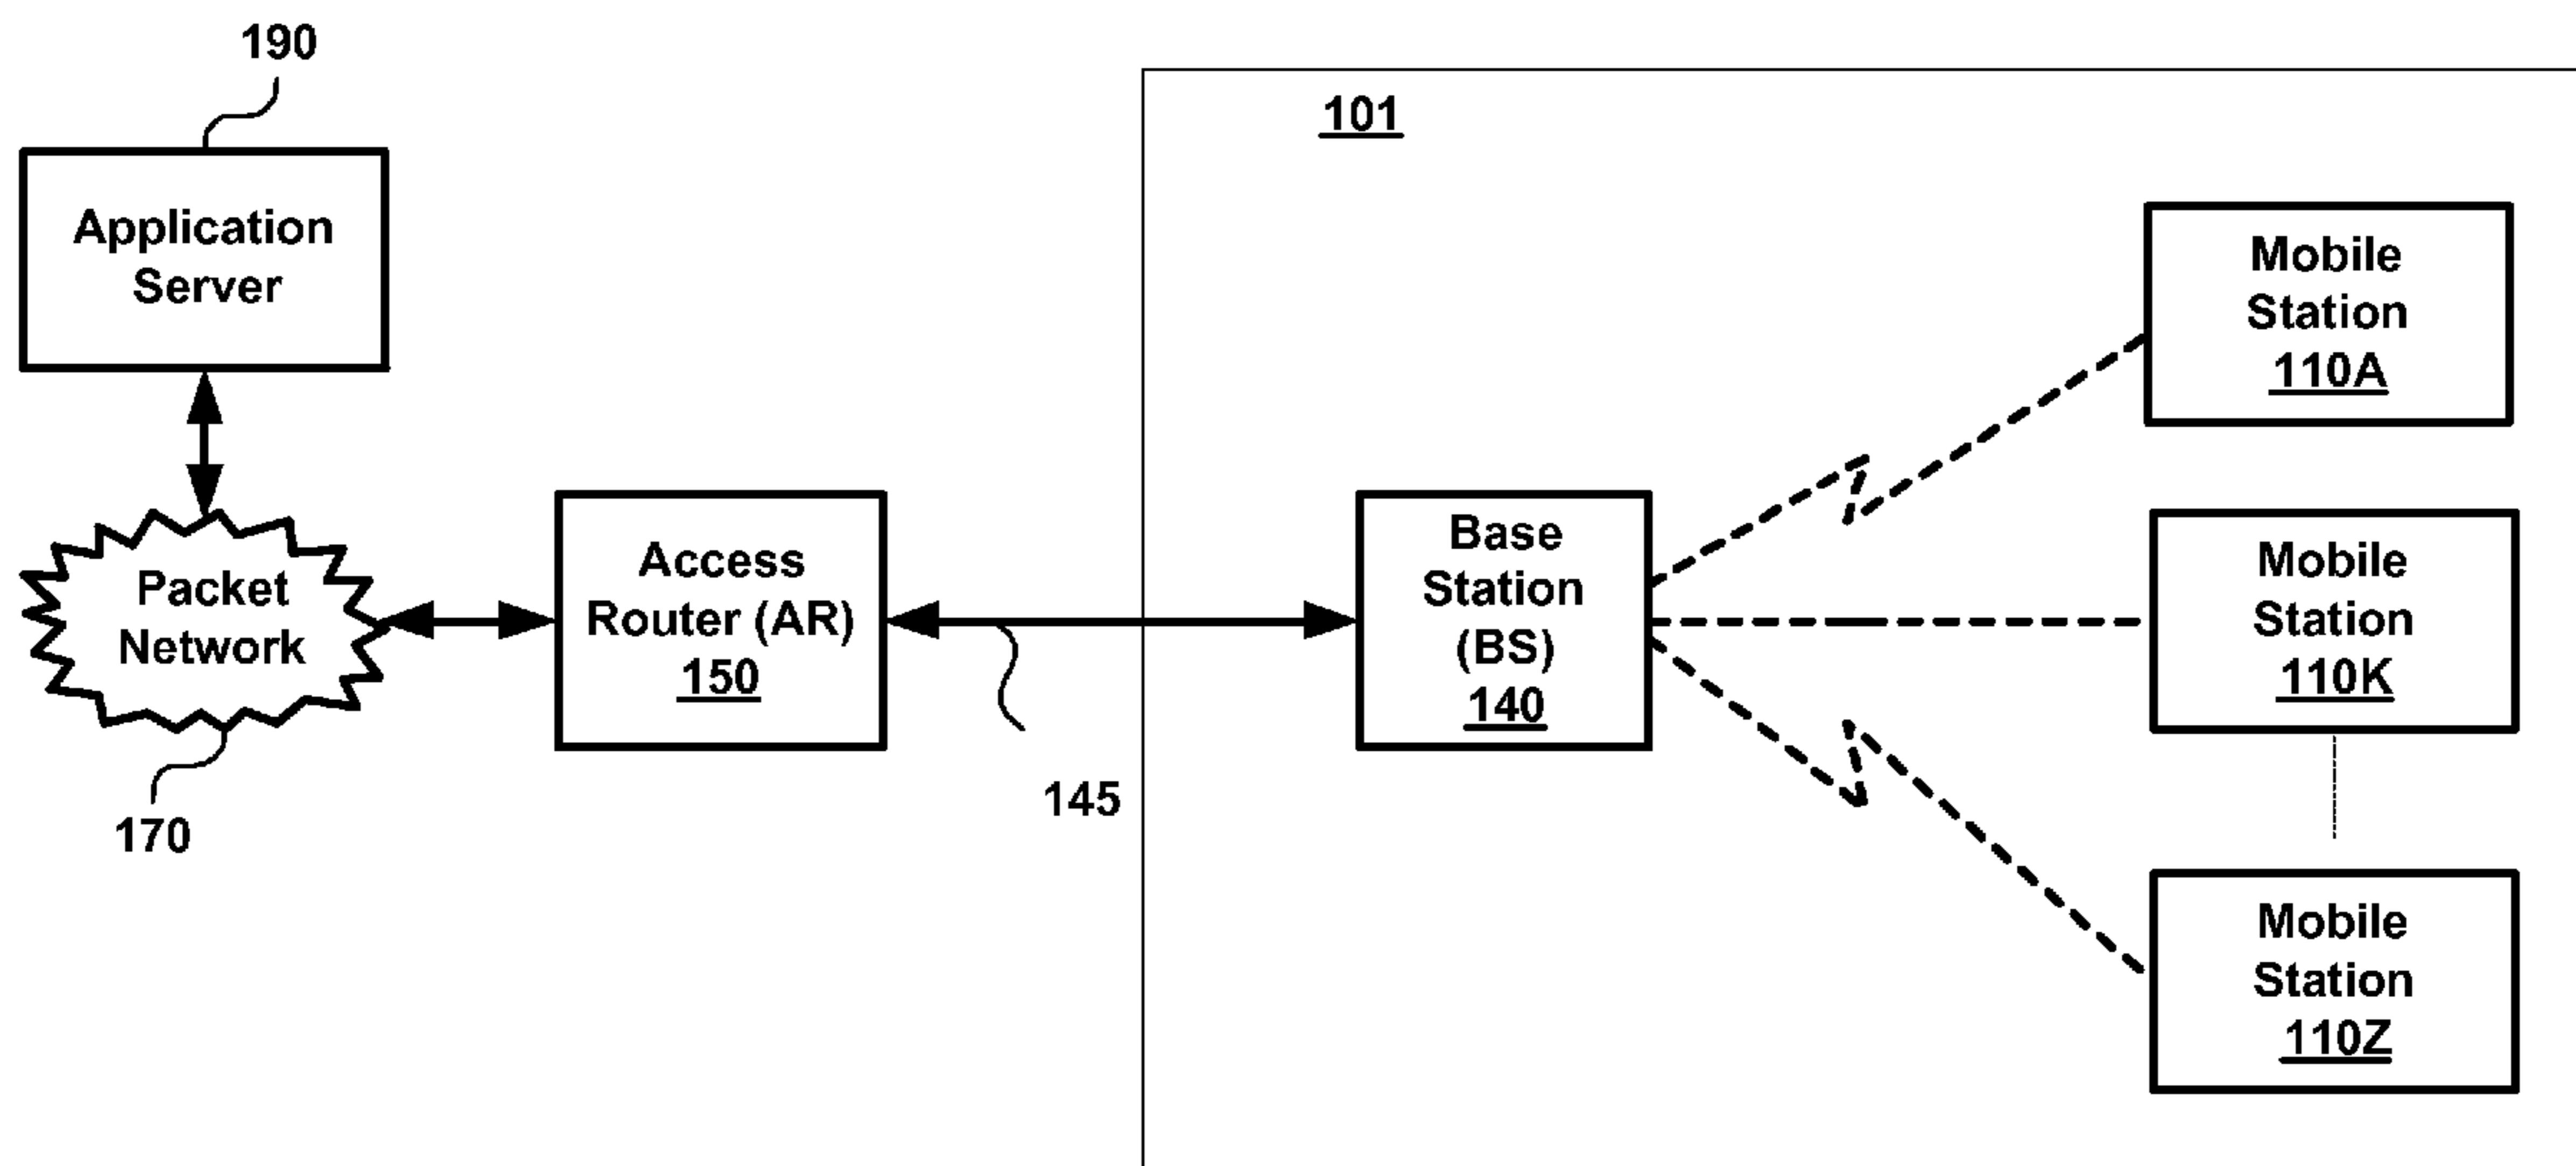 190
Application
Server
Packet
Network
170
Access
Router (AR)
150
145
101
Base
Station
(BS)
140
Mobile
Station
110A
Mobile
Station
110K
Mobile
Station
110Z